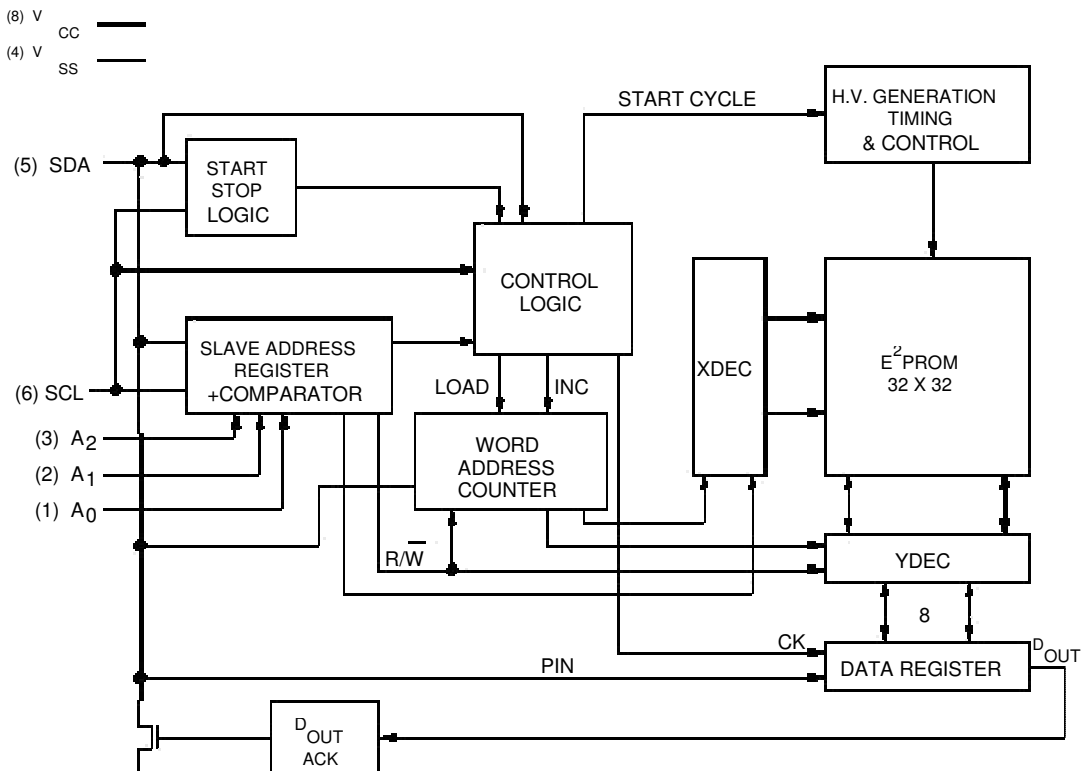 (8) V CC
(4) V SS
START CYCLE
H.V. GENERATION
TIMING
& CONTROL
(5) SDA
START
STOP
LOGIC
CONTROL
LOGIC
XDEC
E2PROM
32 X 32
SLAVE ADDRESS
REGISTER
+COMPARATOR
(6) SCL
LOAD
INC
(3) A2
(2) A1
(1) A0
WORD
ADDRESS
COUNTER
R/W̅
YDEC
8
CK
DOUT
PIN
DATA REGISTER
DOUT
ACK